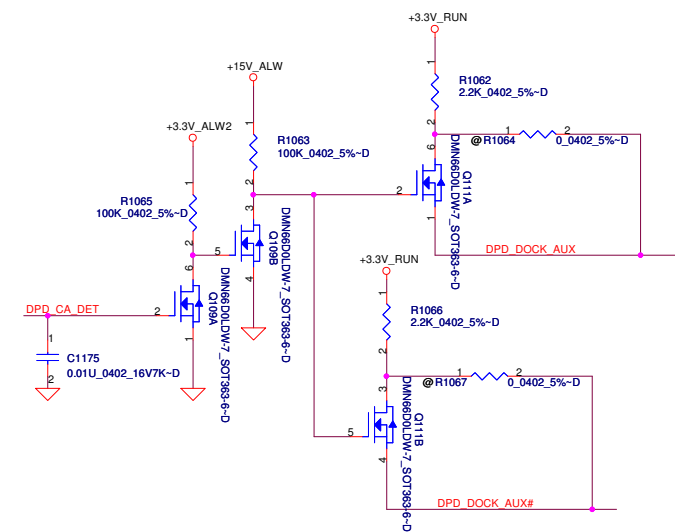 +3.3V_RUN
1
R1062
2.2K_0402_5%~D
2
+15V_ALW
1
R1063
100K_0402_5%~D
2
+3.3V_ALW2
1
R1065
100K_0402_5%~D
2
@R1064
1
2
0_0402_5%~D
6
2
1
DMN66D0LDW-7_SOT363-6~D
Q111A
DPD_DOCK_AUX
3
5
4
DMN66D0LDW-7_SOT363-6~D
Q109B
6
2
1
DMN66D0LDW-7_SOT363-6~D
Q109A
DPD_CA_DET
1
C1175
0.01U_0402_16V7K~D
2
+3.3V_RUN
1
R1066
2.2K_0402_5%~D
2
@R1067
1
2
0_0402_5%~D
3
5
4
DMN66D0LDW-7_SOT363-6~D
Q111B
DPD_DOCK_AUX#